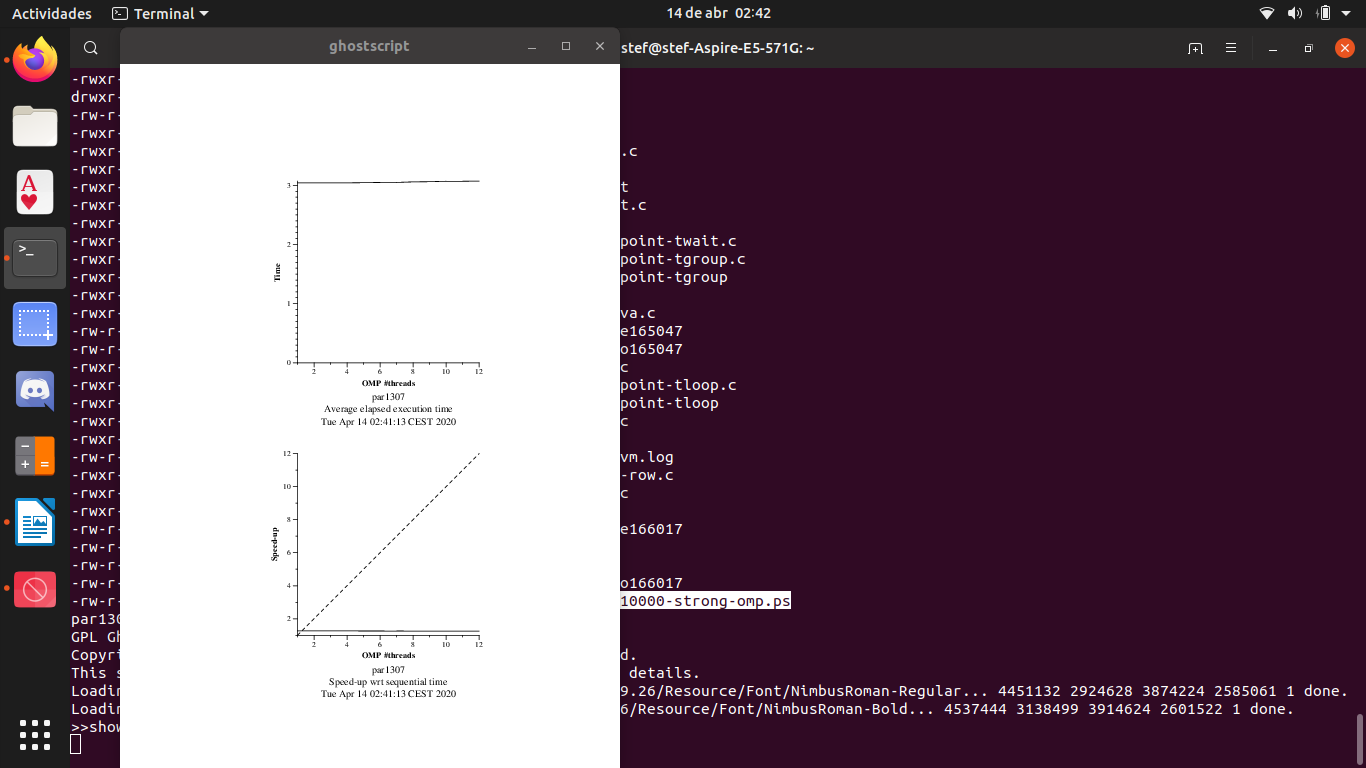 Actividades Terminal 14 de abr 02:42
ghostscript
stef@stef-Aspire-E5-571G: ~
-rwxr-
drwxr-
-rw-r-
-rwxr-
-rwxr- .c
-rwxr-
-rwxr- t
-rwxr- t.c
-rwxr-
-rwxr- point-twait.c
-rwxr- point-tgroup.c
-rwxr- point-tgroup
-rwxr-
-rwxr- va.c
-rw-r- e165047
-rw-r- o165047
-rwxr- c
-rwxr- point-tloop.c
-rwxr- point-tloop
-rwxr- c
-rwxr-
-rw-r- vm.log
-rwxr- -row.c
-rwxr- c
-rwxr-
-rw-r- e166017
-rw-r-
-rw-r-
-rw-r- o166017
-rw-r- 10000-strong-omp.ps
par130
GPL Gh
Copyri d.
This s details.
Loadin 9.26/Resource/Font/NimbusRoman-Regular... 4451132 2924628 3874224 2585061 1 done.
Loadin 6/Resource/Font/NimbusRoman-Bold... 4537444 3138499 3914624 2601522 1 done.
>>show
3
2
1
0
Time
2 4 6 8 10 12
OMP #threads
par1307
Average elapsed execution time
Tue Apr 14 02:41:13 CEST 2020
12
10
8
6
4
2
Speed-up
2 4 6 8 10 12
OMP #threads
par1307
Speed-up wrt sequential time
Tue Apr 14 02:41:13 CEST 2020